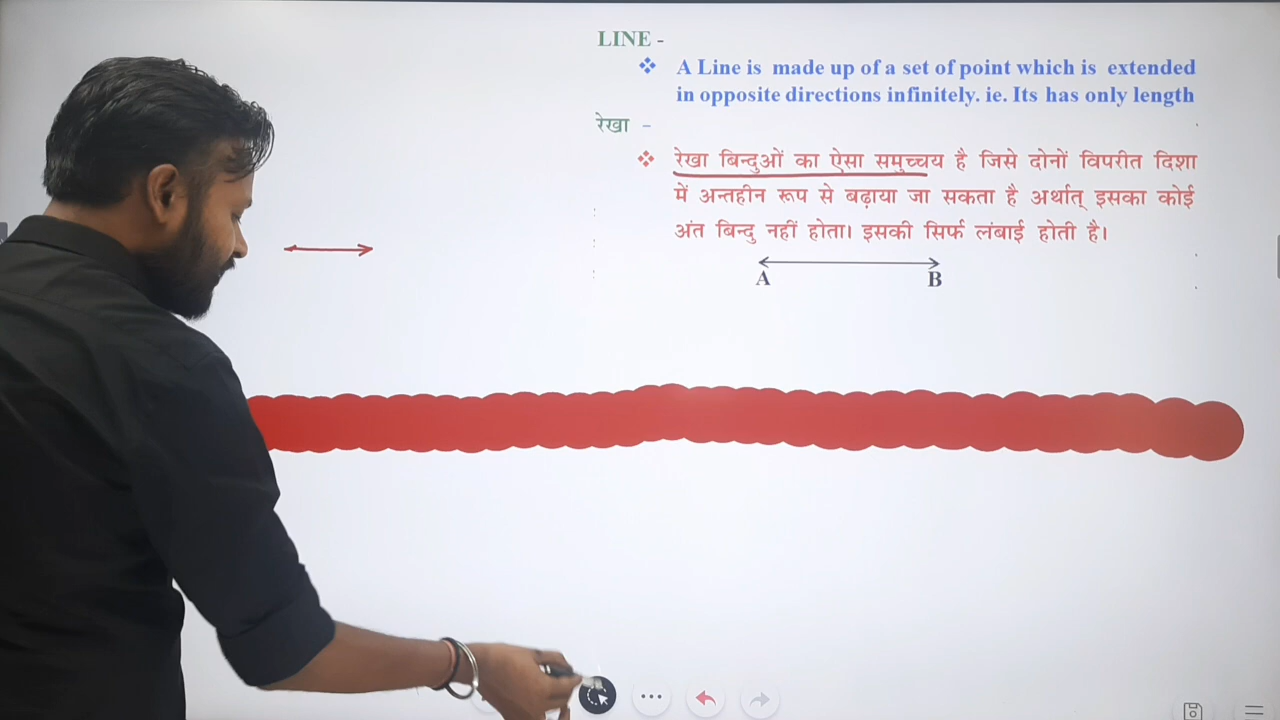 LINE -
❖ A Line is made up of a set of point which is extended
in opposite directions infinitely. ie. Its has only length
रेखा -
❖ रेखा बिन्दुओं का ऐसा समुच्चय है जिसे दोनों विपरीत दिशा
में अन्तहीन रूप से बढ़ाया जा सकता है अर्थात् इसका कोई
अंत बिन्दु नहीं होता। इसकी सिर्फ लंबाई होती है।
A B